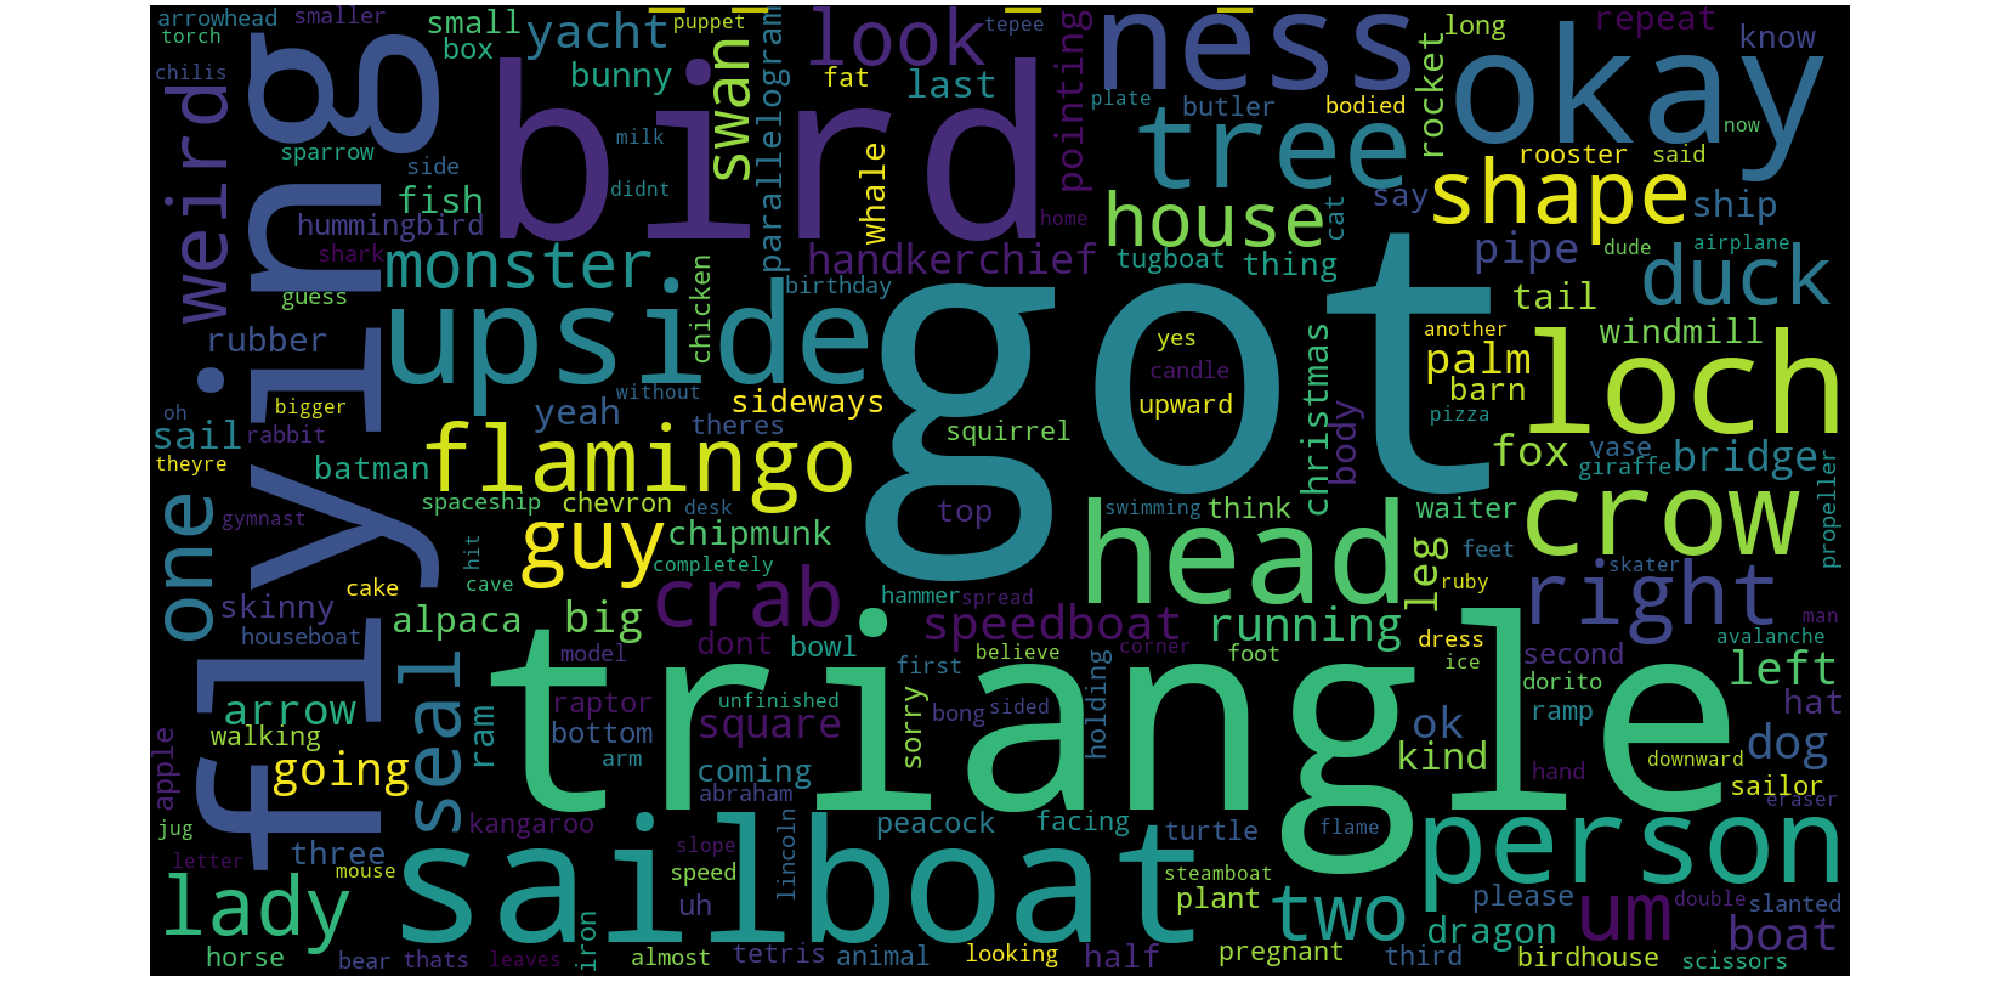 arrowhead smaller small yacht puppet look tepee ness long repeat
torch box swan parallelogram pointing okay rocket know
chilis bunny fat last plate butler bodied now
weird flying bird milk whale tree rooster said
sparrow side didnt shape
fish home house cat say ship
hummingbird
shark monster handkerchief tugboat thing pipe dude airplane
guess chicken birthday got tail duck
rubber upside yes christmas another windmill loch
without candle palm
bigger yeah sideways upward barn pizza
oh rabbit theres squirrel body fox vase bridge
sail flamingo giraffe
theyre batman
one spaceship chevron desk top swimming think waiter crow propeller
gymnast guy chipmunk head leg feet
hit completely skater
cake cave crab hammer spread ruby right
skinny alpaca big speedboat running man
houseboat dont bowl dress avalanche
seal model first believe corner foot ice second left
holding dorito
arrow ram raptor unfinished sorry bong sided ramp hat
walking bottom square triangle ok
going arm coming kind downward dog
apple abraham hand sailor
eraser
jug kangaroo lincoln peacock facing turtle flame person
letter three mouse slope
lady sailboat speed steamboat
uh plant two please um double slanted
iron dragon boat
horse bear thats leaves almost tetris animal looking half pregnant third birdhouse scissors